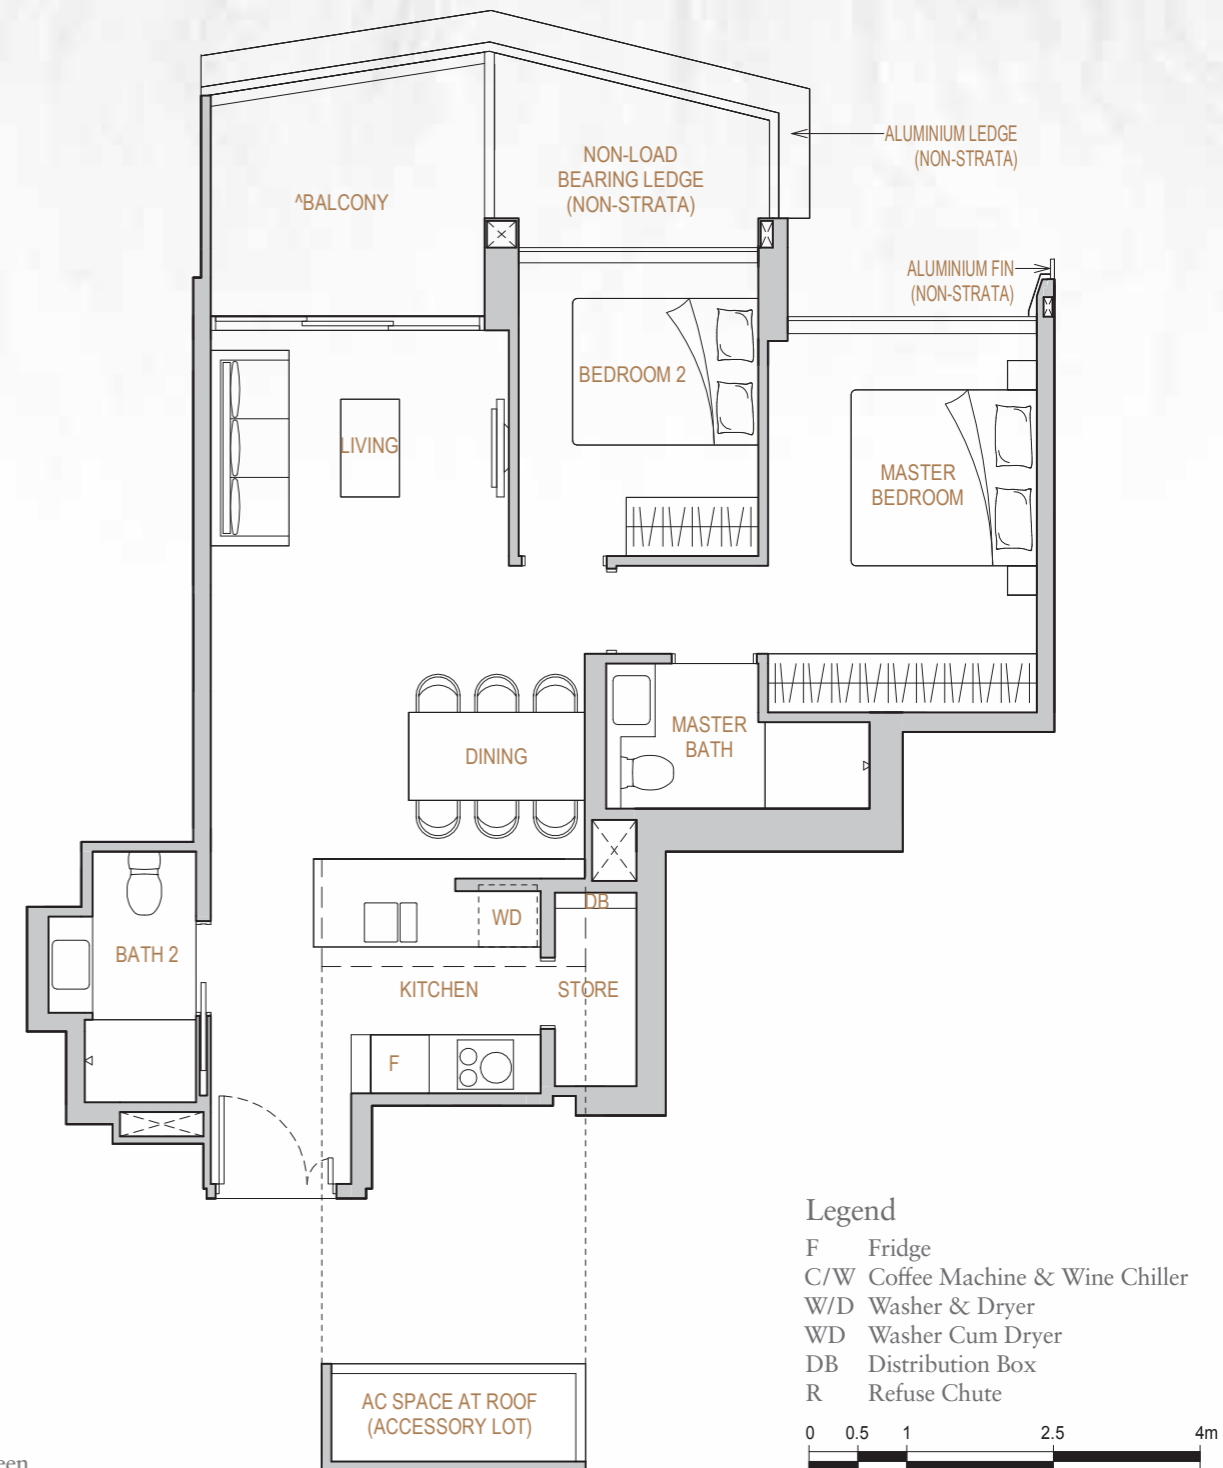 ALUMINIUM LEDGE
(NON-STRATA)
NON-LOAD
BEARING LEDGE
(NON-STRATA)
^BALCONY
ALUMINIUM FIN
(NON-STRATA)
BEDROOM 2
LIVING
MASTER
BEDROOM
MASTER
BATH
DINING
DB
WD
BATH 2
KITCHEN
STORE
F
AC SPACE AT ROOF
(ACCESSORY LOT)
Legend
F Fridge
C/W Coffee Machine & Wine Chiller
W/D Washer & Dryer
WD Washer Cum Dryer
DB Distribution Box
R Refuse Chute
0 0.5 1 2.5 4m